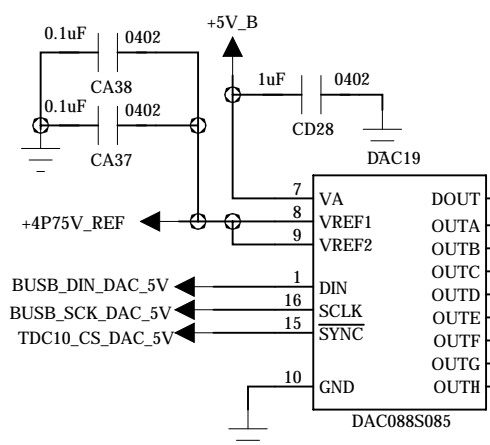 +5V_B
0.1uF 0402
CA38
0.1uF 0402
CA37
1uF 0402
CD28
DAC19
7 VA DOUT
+4P75V_REF 8 VREF1 OUTA
9 VREF2 OUTB
OUTC
BUSB_DIN_DAC_5V 1 DIN OUTD
BUSB_SCK_DAC_5V 16 SCLK OUTE
TDC10_CS_DAC_5V 15 SYNC OUTF
OUTG
10 GND OUTH
DAC088S085